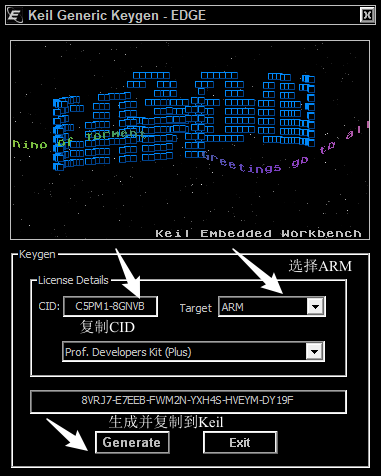 Keil Generic Keygen - EDGE
hino of Torment
Greetings go to all
Keil Embedded Workbench
Keygen
选择ARM
License Details
CID: C5PM1-8GNVB Target ARM
复制CID
Prof. Developers Kit (Plus)
8VRJ7-E7EEB-FWM2N-YXH4S-HVEYM-DY19F
生成并复制到Keil
Generate Exit